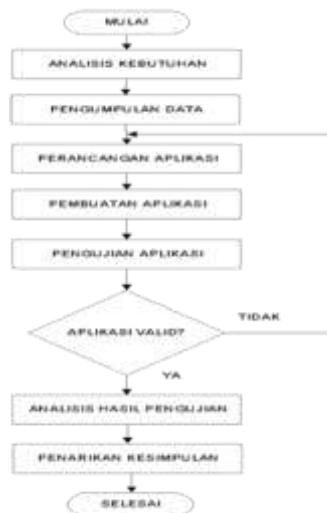 MULAI
ANALISIS KEBUTUHAN
PENGUMPULAN DATA
PERANCANGAN APLIKASI
PEMBUATAN APLIKASI
PENGUJIAN APLIKASI
APLIKASI VALID?
TIDAK
YA
ANALISIS HASIL PENGUJIAN
PENARIKAN KESIMPULAN
SELESAI